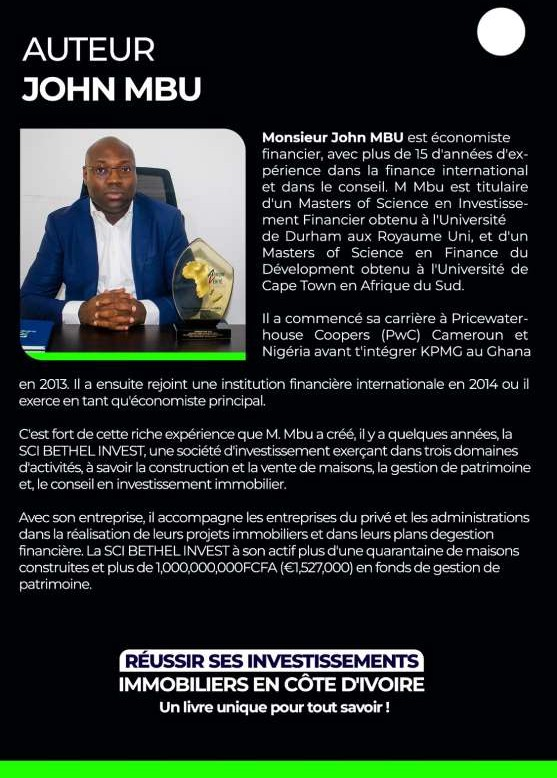 AUTEUR
JOHN MBU
Monsieur John MBU est économiste
financier, avec plus de 15 d'années d'ex-
périence dans la finance international
et dans le conseil. M Mbu est titulaire
d'un Masters of Science en Investisse-
ment Financier obtenu à l'Université
de Durham aux Royaume Uni, et d'un
Masters of Science en Finance du
Développement obtenu à l'Université de
Cape Town en Afrique du Sud.
Il a commencé sa carrière à Pricewater-
house Coopers (PwC) Cameroun et
Nigéria avant t'intégrer KPMG au Ghana
en 2013. Il a ensuite rejoint une institution financière internationale en 2014 ou il
exerce en tant qu'économiste principal.
C'est fort de cette riche expérience que M. Mbu a créé, il y a quelques années, la
SCI BETHEL INVEST, une société d'investissement exerçant dans trois domaines
d'activités, à savoir la construction et la vente de maisons, la gestion de patrimoine
et, le conseil en investissement immobilier.
Avec son entreprise, il accompagne les entreprises du privé et les administrations
dans la réalisation de leurs projets immobiliers et dans leurs plans degestion
financière. La SCI BETHEL INVEST à son actif plus d'une quarantaine de maisons
construites et plus de 1,000,000,000FCFA (€1,527,000) en fonds de gestion de
patrimoine.
RÉUSSIR SES INVESTISSEMENTS
IMMOBILIERS EN CÔTE D'IVOIRE
Un livre unique pour tout savoir !